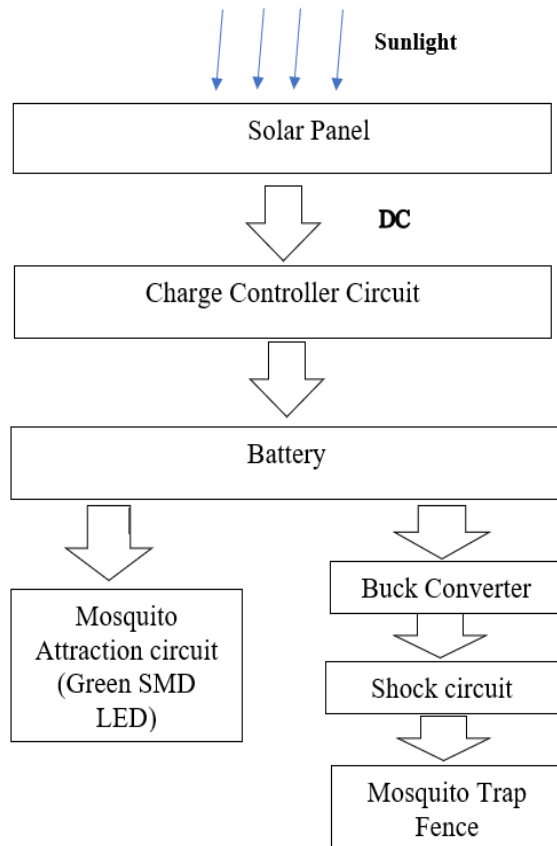 Sunlight
Solar Panel
DC
Charge Controller Circuit
Battery
Mosquito
Attraction circuit
(Green SMD
LED)
Buck Converter
Shock circuit
Mosquito Trap
Fence